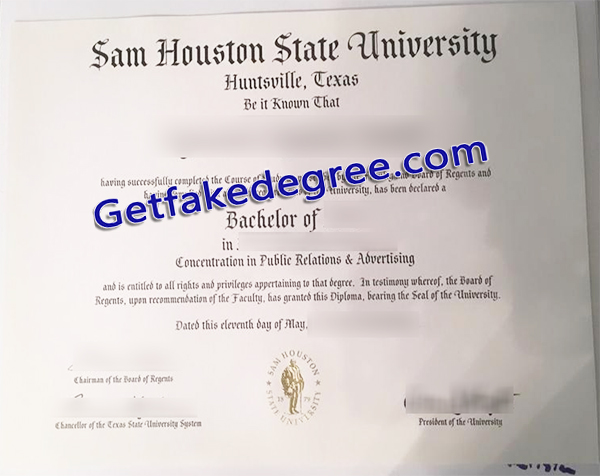 Sam Houston State University
Huntsville, Texas
Be it Known That
having successfully completed the Course of
Board of Regents and
University, has been declared a
Getfakedegree.com
Bachelor of
in
Concentration in Public Relations & Advertising
and is entitled to all rights and privileges appertaining to that degree. In testimony whereof, the Board of
Regents, upon recommendation of the Faculty, has granted this Diploma, bearing the Seal of the University.
Dated this eleventh day of May,
Chairman of the Board of Regents
SAM HOUSTON
STATE UNIVERSITY
18 79
Chancellor of the Texas State University System
President of the University